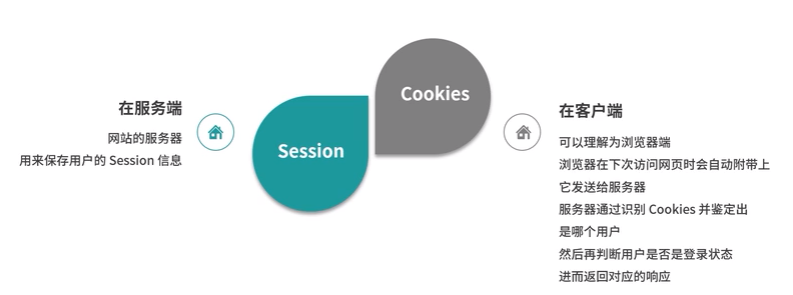 在服务端
网站的服务器
用来保存用户的 Session 信息
Session
Cookies
在客户端
可以理解为浏览器端
浏览器在下次访问网页时会自动附带上
它发送给服务器
服务器通过识别 Cookies 并鉴定出
是哪个用户
然后再判断用户是否是登录状态
进而返回对应的响应